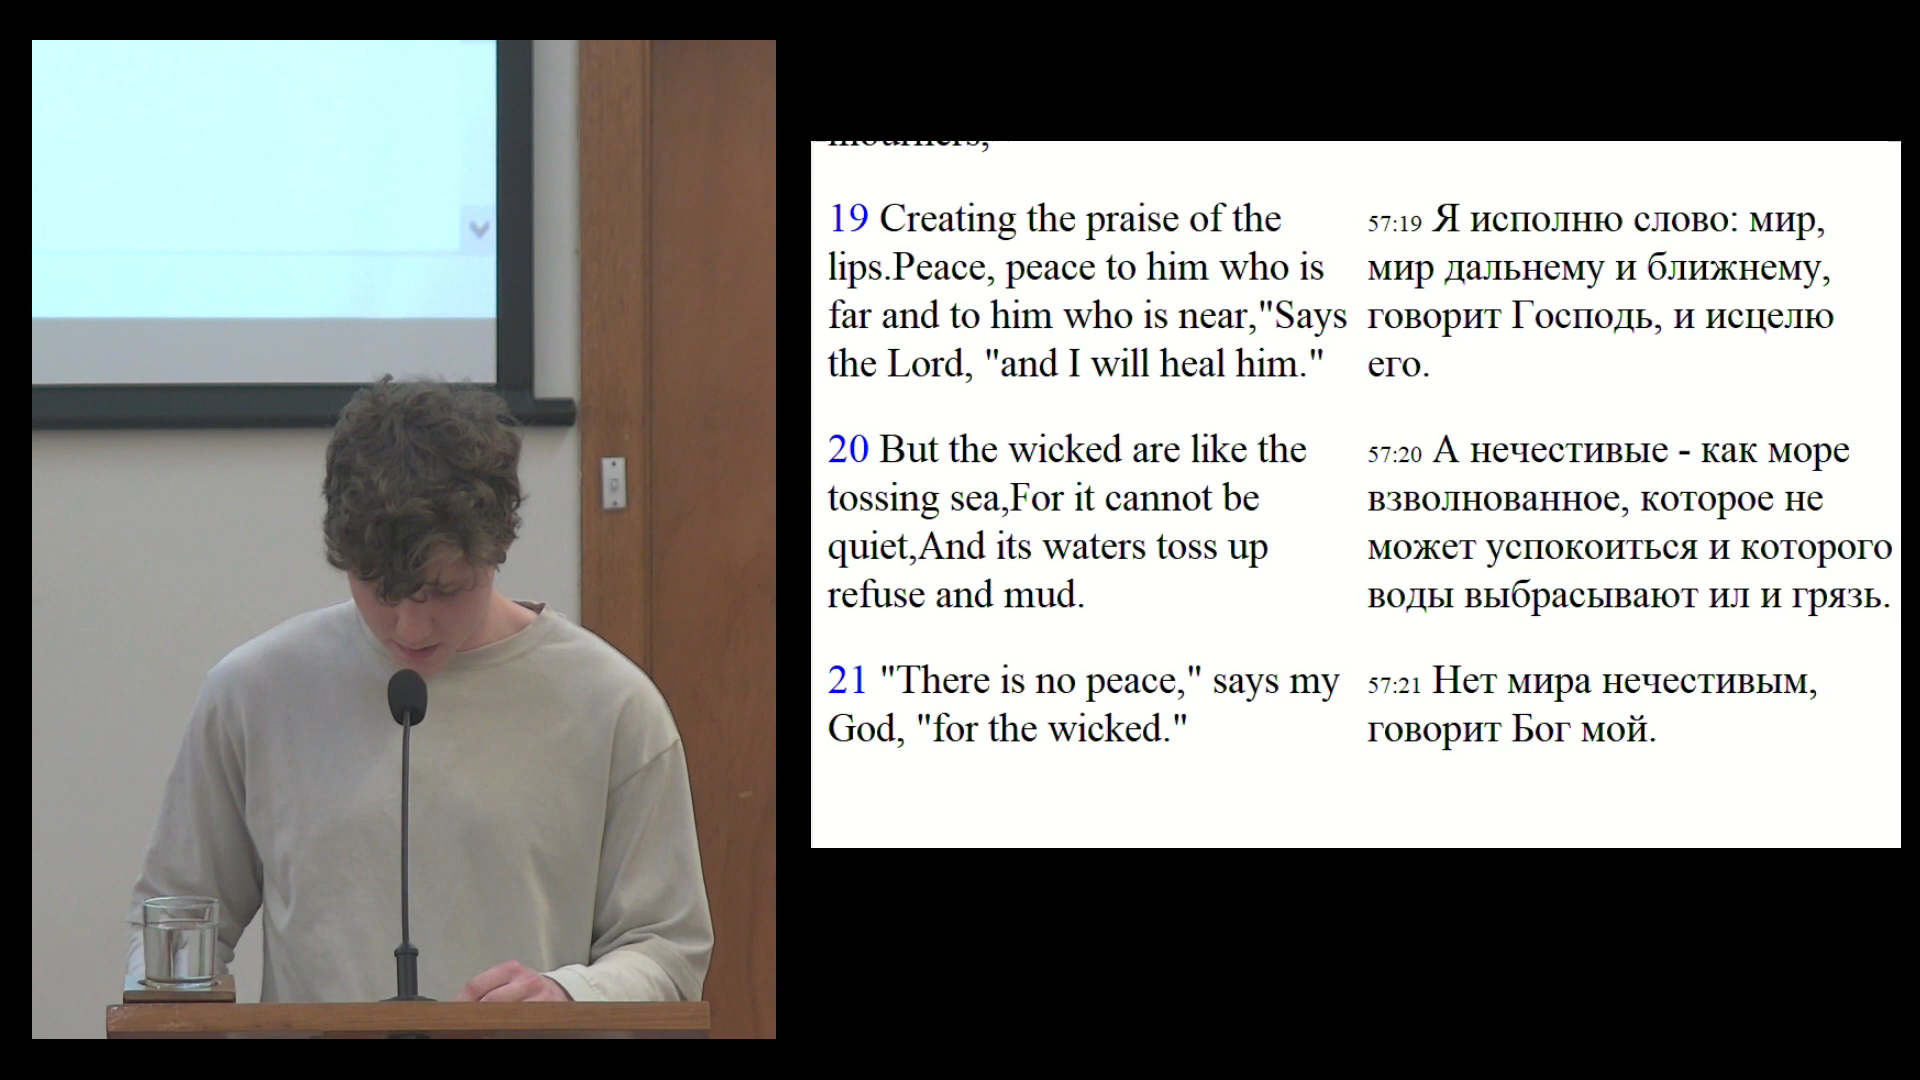 mourners,
19 Creating the praise of the
lips.Peace, peace to him who is
far and to him who is near,"Says
the Lord, "and I will heal him."
20 But the wicked are like the
tossing sea,For it cannot be
quiet,And its waters toss up
refuse and mud.
21 "There is no peace," says my
God, "for the wicked."
57:19 Я исполню слово: мир,
мир дальнему и ближнему,
говорит Господь, и исцелю
его.
57:20 А нечестивые - как море
взволнованное, которое не
может успокоиться и которого
воды выбрасывают ил и грязь.
57:21 Нет мира нечестивым,
говорит Бог мой.